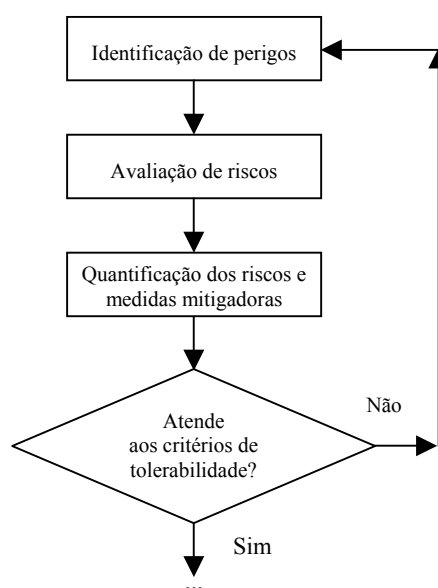 Identificação de perigos
Avaliação de riscos
Quantificação dos riscos e
medidas mitigadoras
Atende
aos critérios de
tolerabilidade?
Não
Sim
...